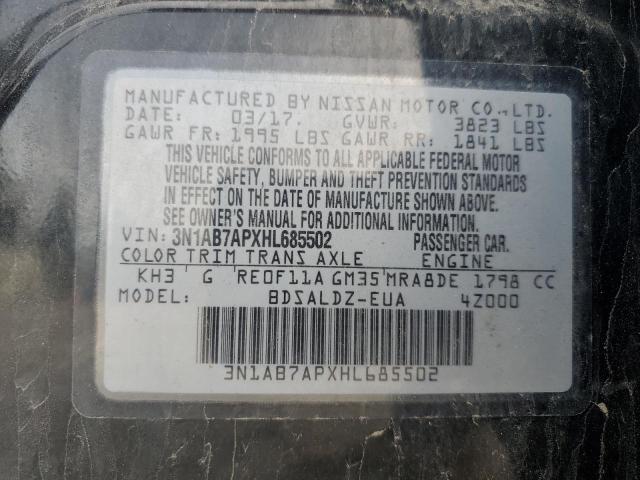 MANUFACTURED BY NISSAN MOTOR CO., LTD.
DATE: 03/17. GVWR: 3823 LBS
GAWR FR: 1995 LBS GAWR RR: 1841 LBS
THIS VEHICLE CONFORMS TO ALL APPLICABLE FEDERAL MOTOR
VEHICLE SAFETY, BUMPER AND THEFT PREVENTION STANDARDS
IN EFFECT ON THE DATE OF MANUFACTURE SHOWN ABOVE.
SEE OWNER'S MANUAL FOR ADDITIONAL INFORMATION.
VIN: 3N1AB7APXHL685502 PASSENGER CAR.
COLOR TRIM TRANS AXLE ENGINE
KH3 G RE0F11A GM35 MRA8DE 1798 CC
MODEL: BDSALDZ-EUA 4Z000
3N1AB7APXHL685502